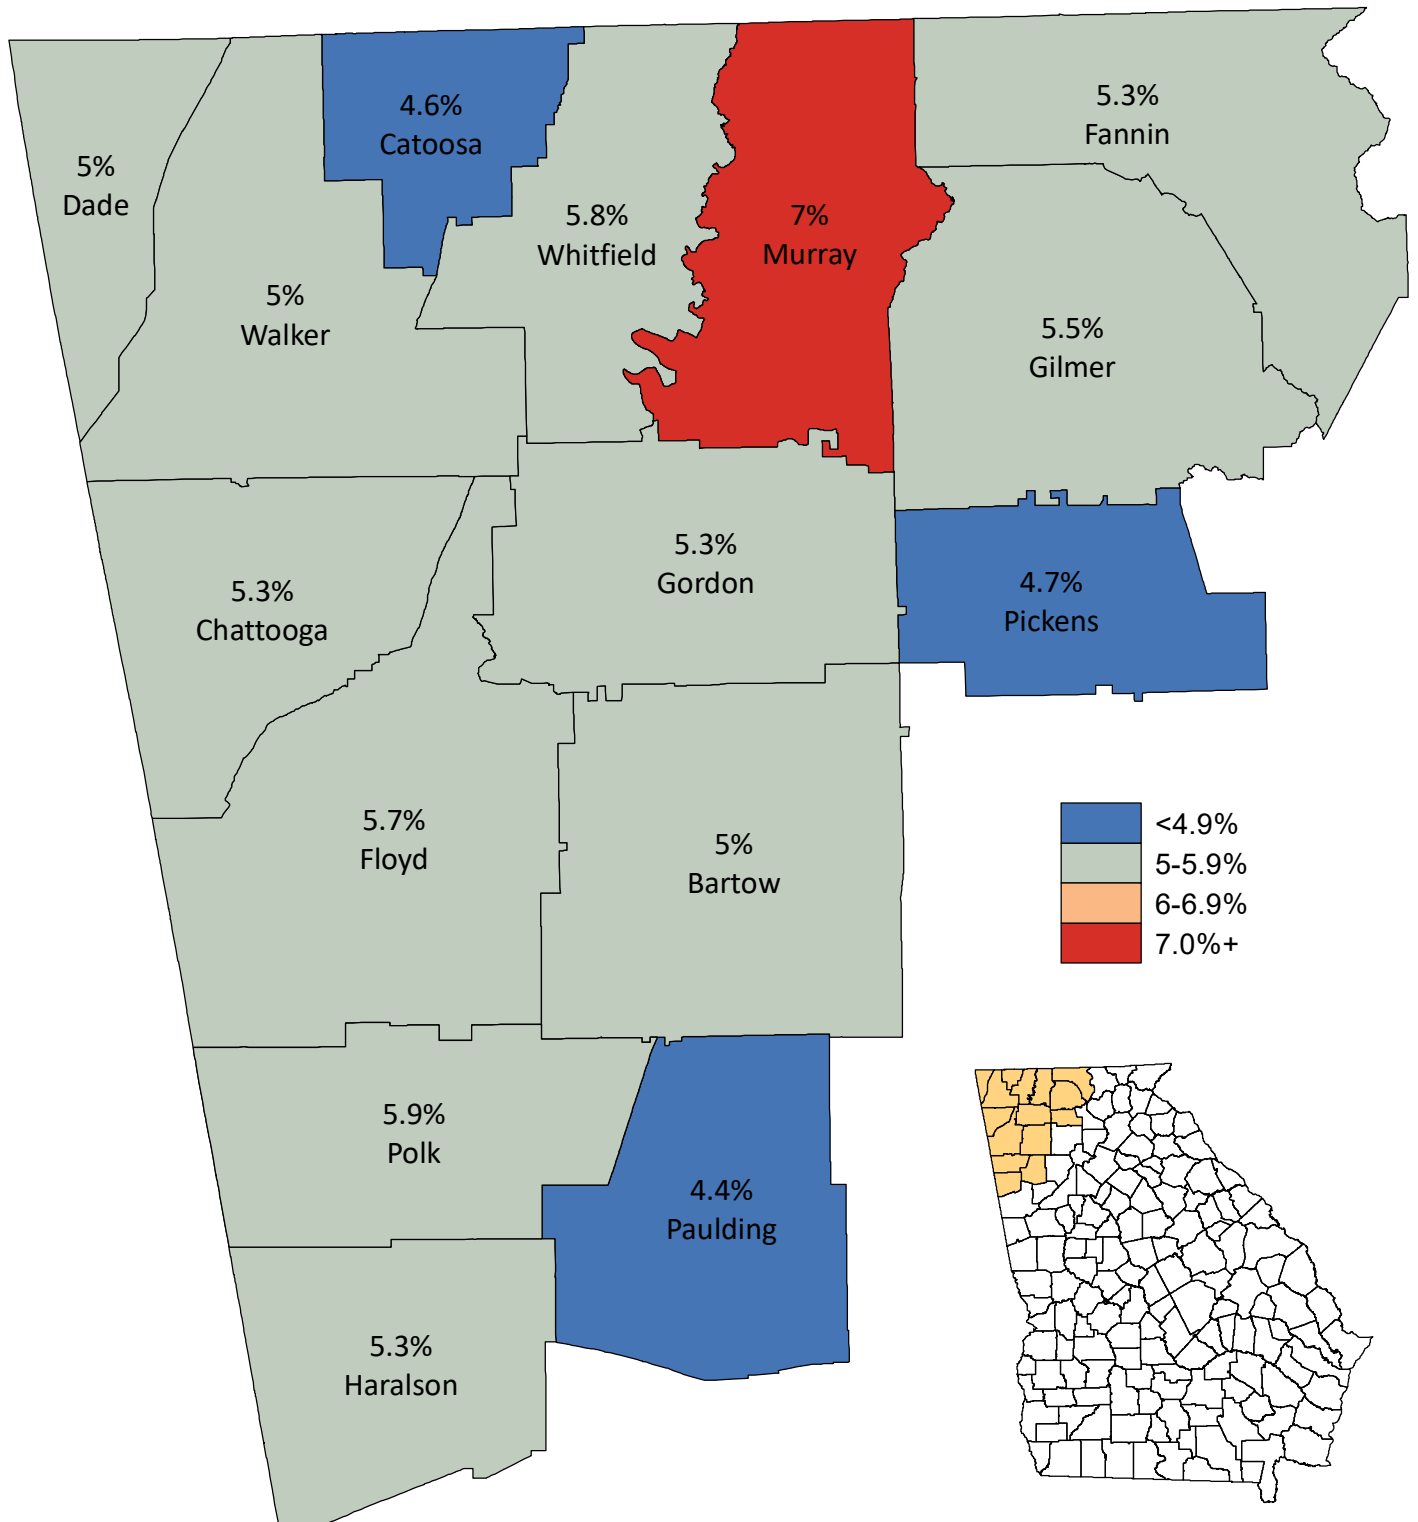 4.6%
Catoosa
5.3%
Fannin
5%
Dade
5.8%
Whitfield
7%
Murray
5%
Walker
5.5%
Gilmer
5.3%
Gordon
4.7%
Pickens
5.3%
Chattooga
5.7%
Floyd
5%
Bartow
<4.9%
5-5.9%
6-6.9%
7.0%+
5.9%
Polk
4.4%
Paulding
5.3%
Haralson